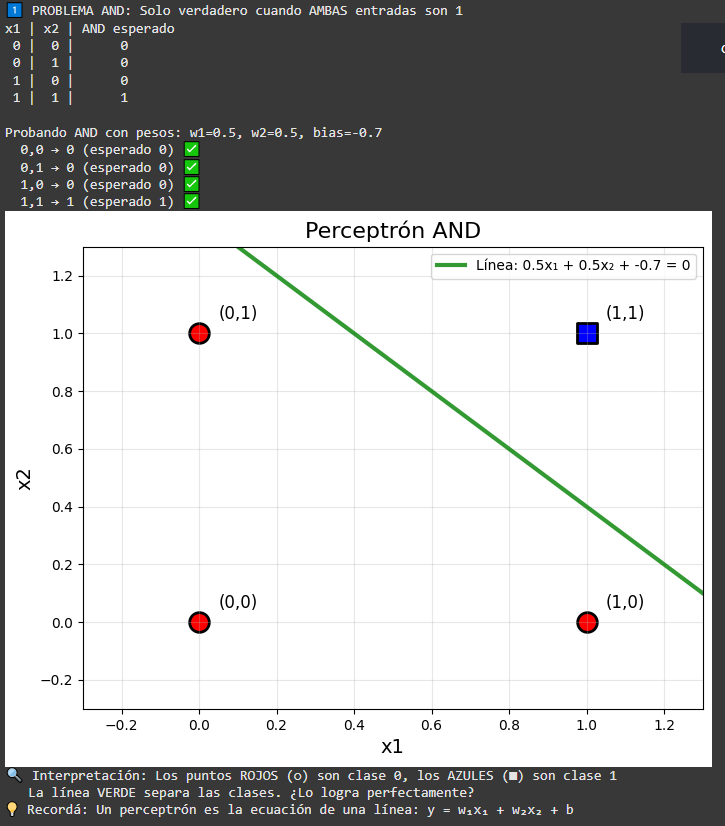 1 PROBLEMA AND: Solo verdadero cuando AMBAS entradas son 1
x1 | x2 | AND esperado
0 | 0 | 0
0 | 1 | 0
1 | 0 | 0
1 | 1 | 1
Probando AND con pesos: w1=0.5, w2=0.5, bias=-0.7
0,0 → 0 (esperado 0) ✅
0,1 → 0 (esperado 0) ✅
1,0 → 0 (esperado 0) ✅
1,1 → 1 (esperado 1) ✅
Perceptrón AND
Línea: 0.5x₁ + 0.5x₂ + -0.7 = 0
1.2
1.0
0.8
0.6
0.4
0.2
0.0
−0.2
(0,1)
(1,1)
(0,0)
(1,0)
x2
−0.2 0.0 0.2 0.4 0.6 0.8 1.0 1.2
x1
🔍 Interpretación: Los puntos ROJOS (o) son clase 0, los AZULES (■) son clase 1
La línea VERDE separa las clases. ¿Lo logra perfectamente?
💡 Recordá: Un perceptrón es la ecuación de una línea: y = w₁x₁ + w₂x₂ + b